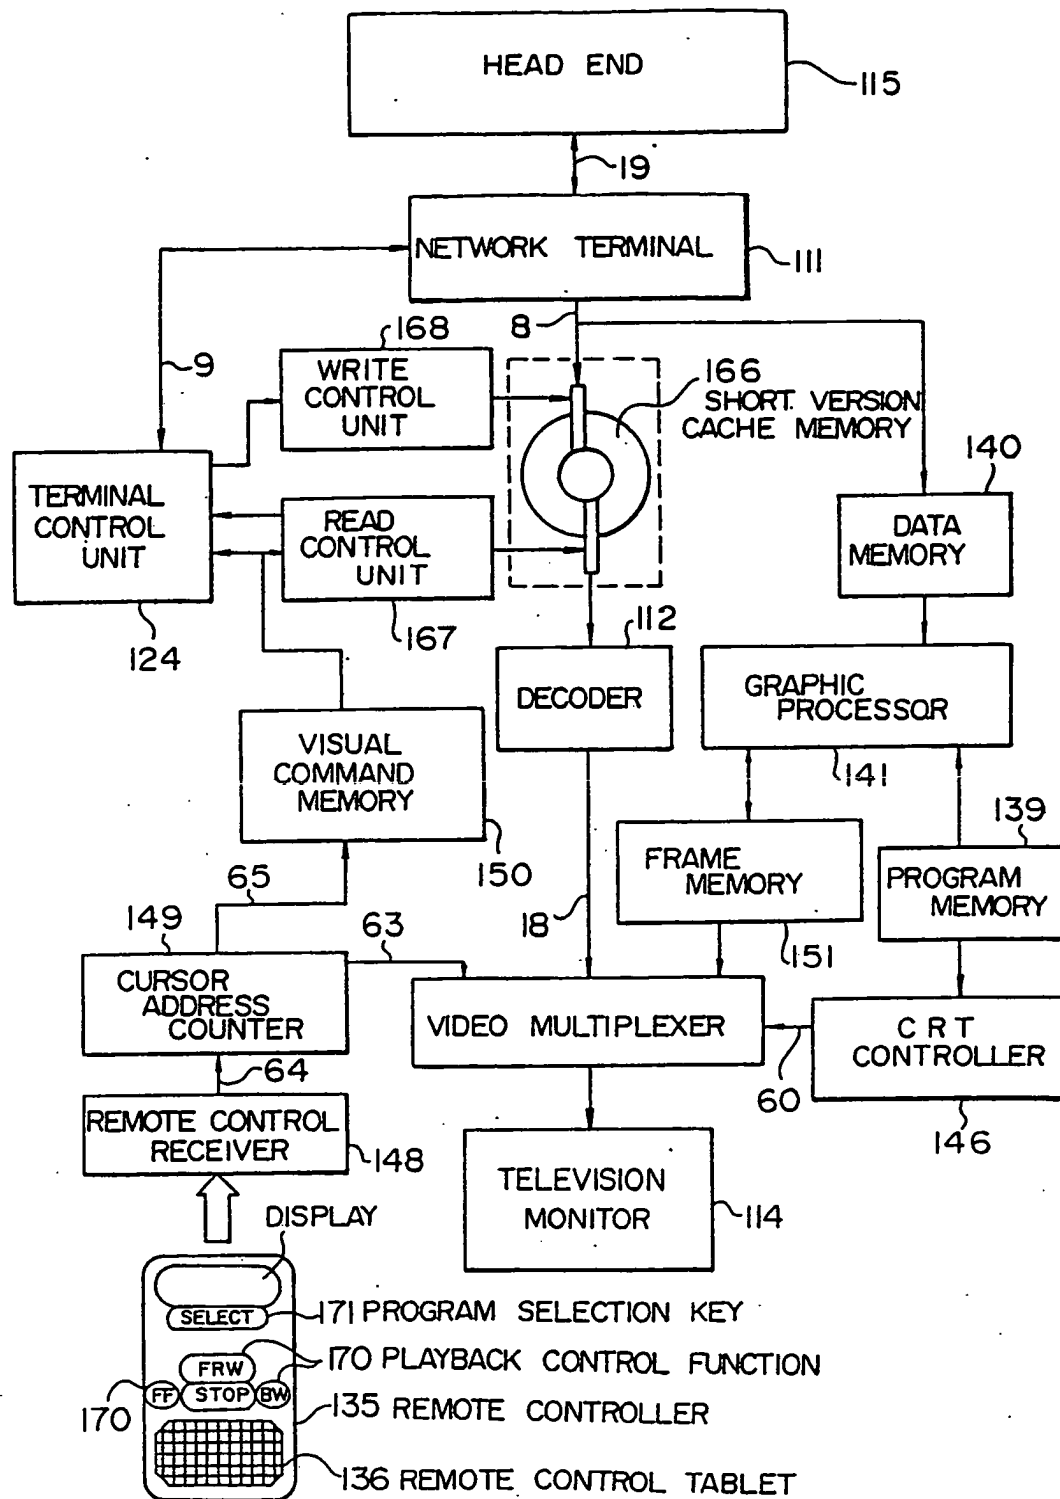 HEAD END
115
19
NETWORK TERMINAL
111
8
168
9
WRITE
CONTROL
UNIT
166
SHORT VERSION
CACHE MEMORY
140
TERMINAL
CONTROL
UNIT
READ
CONTROL
UNIT
DATA
MEMORY
124
167
112
DECODER
GRAPHIC
PROCESSOR
141
VISUAL
COMMAND
MEMORY
150
139
FRAME
MEMORY
151
PROGRAM
MEMORY
65
149
63
18
CURSOR
ADDRESS
COUNTER
VIDEO MULTIPLEXER
CRT
CONTROLLER
60
146
64
REMOTE CONTROL
RECEIVER
148
TELEVISION
MONITOR
114
DISPLAY
SELECT
171 PROGRAM SELECTION KEY
FRW
170 PLAYBACK CONTROL FUNCTION
FF
STOP
BW
170
135 REMOTE CONTROLLER
136 REMOTE CONTROL TABLET